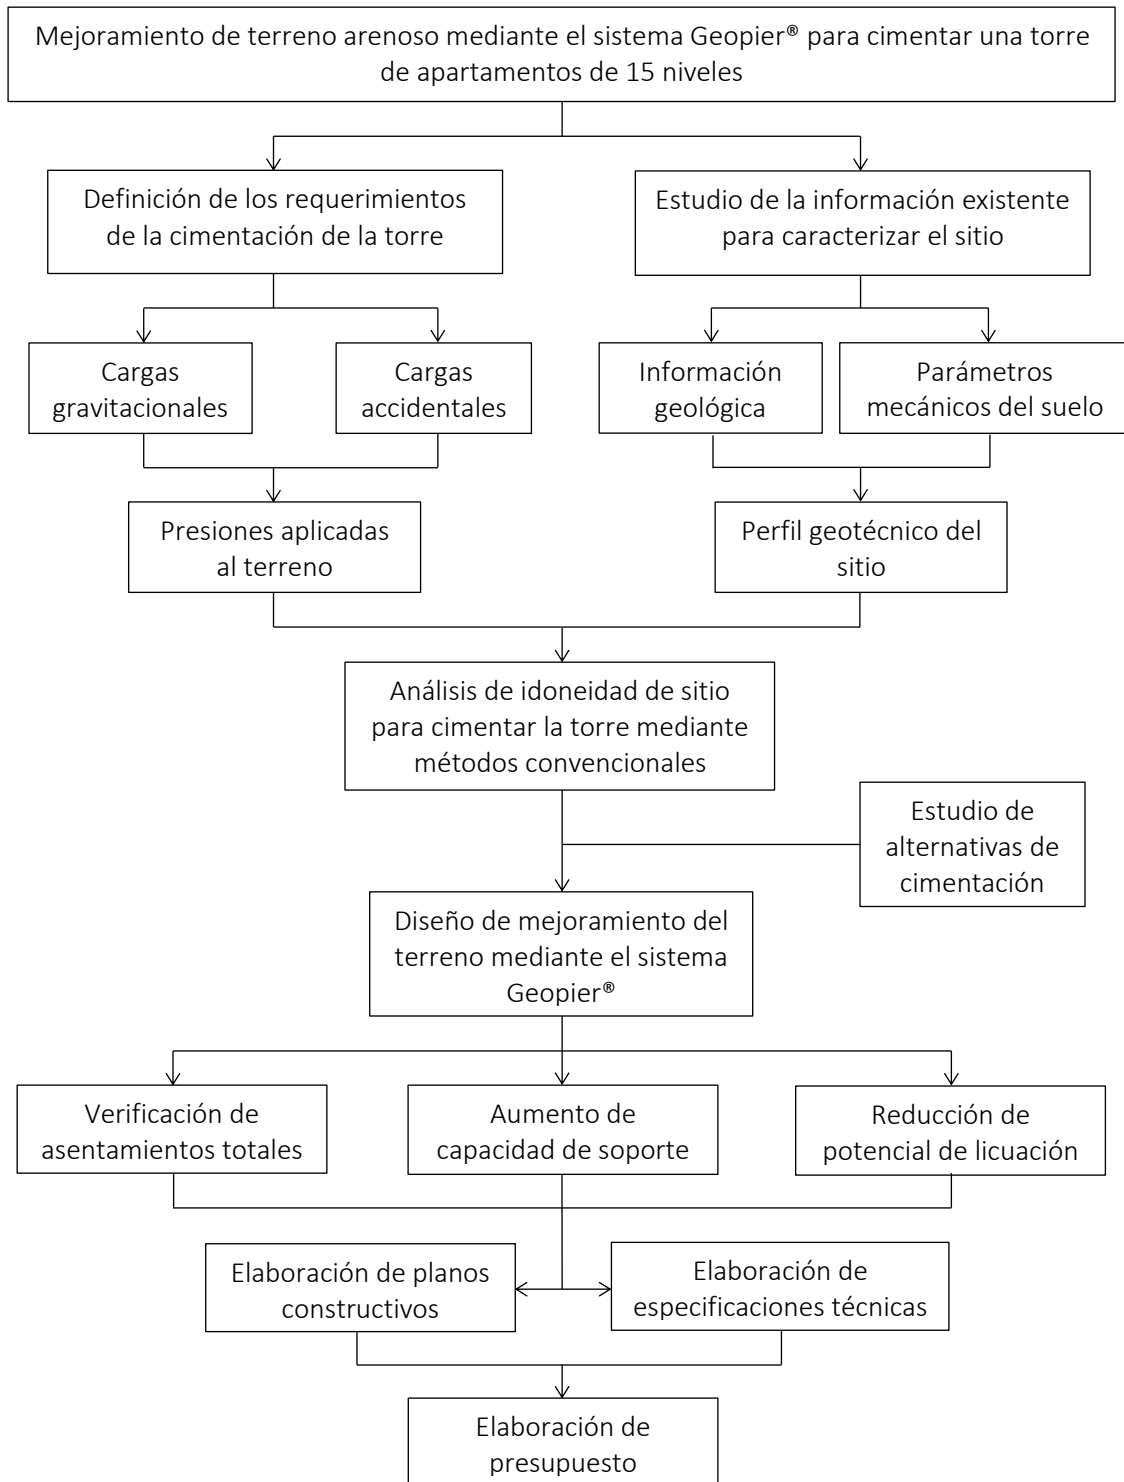 Mejoramiento de terreno arenoso mediante el sistema Geopier® para cimentar una torre
de apartamentos de 15 niveles
Definición de los requerimientos
de la cimentación de la torre
Estudio de la información existente
para caracterizar el sitio
Cargas
gravitacionales
Cargas
accidentales
Información
geológica
Parámetros
mecánicos del suelo
Presiones aplicadas
al terreno
Perfil geotécnico del
sitio
Análisis de idoneidad de sitio
para cimentar la torre mediante
métodos convencionales
Estudio de
alternativas de
cimentación
Diseño de mejoramiento del
terreno mediante el sistema
Geopier®
Verificación de
asentamientos totales
Aumento de
capacidad de soporte
Reducción de
potencial de licuación
Elaboración de planos
constructivos
Elaboración de
especificaciones técnicas
Elaboración de
presupuesto